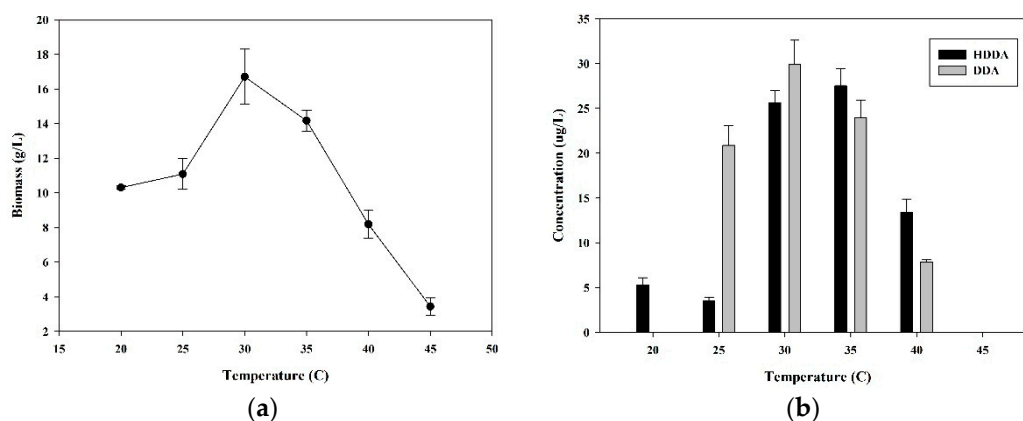 20
18
16
14
12
10
8
6
4
2
Biomass (g/L)
15 20 25 30 35 40 45 50
Temperature (C)
(a)
35
30
25
20
15
10
5
0
Concentration (ug/L)
HDDA
DDA
20 25 30 35 40 45
Temperature (C)
(b)